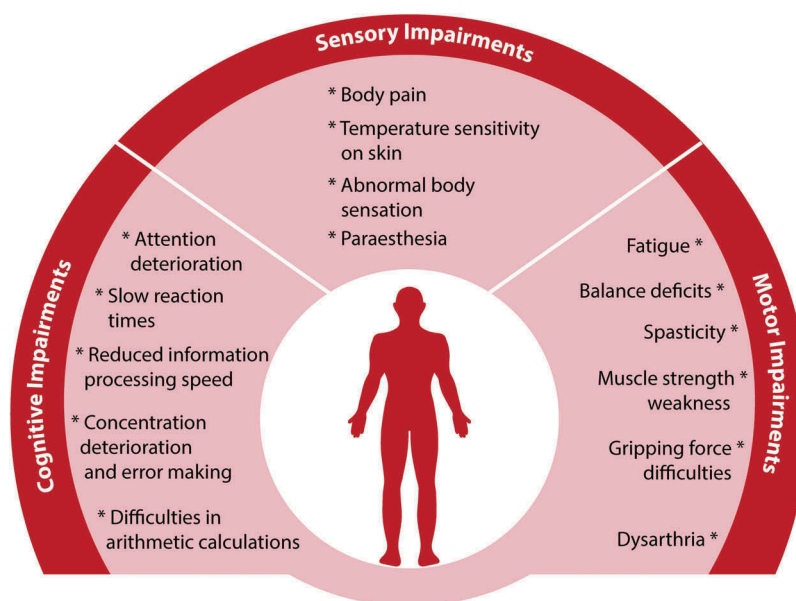 Sensory Impairments
* Body pain
* Temperature sensitivity
on skin
* Abnormal body
sensation
* Paraesthesia
Cognitive Impairments
* Attention
deterioration
* Slow reaction
times
* Reduced information
processing speed
* Concentration
deterioration
and error making
* Difficulties in
arithmetic calculations
Motor Impairments
Fatigue *
Balance deficits *
Spasticity *
Muscle strength *
weakness
Gripping force *
difficulties
Dysarthria *